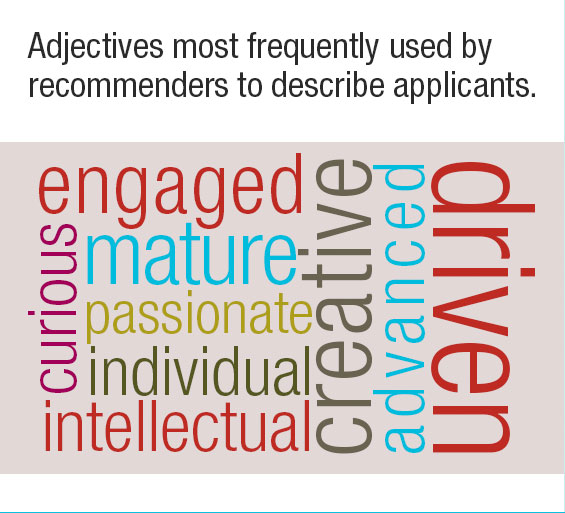 Adjectives most frequently used by
recommenders to describe applicants.
engaged
curious
mature
passionate
individual
intellectual
creative
advanced
driven